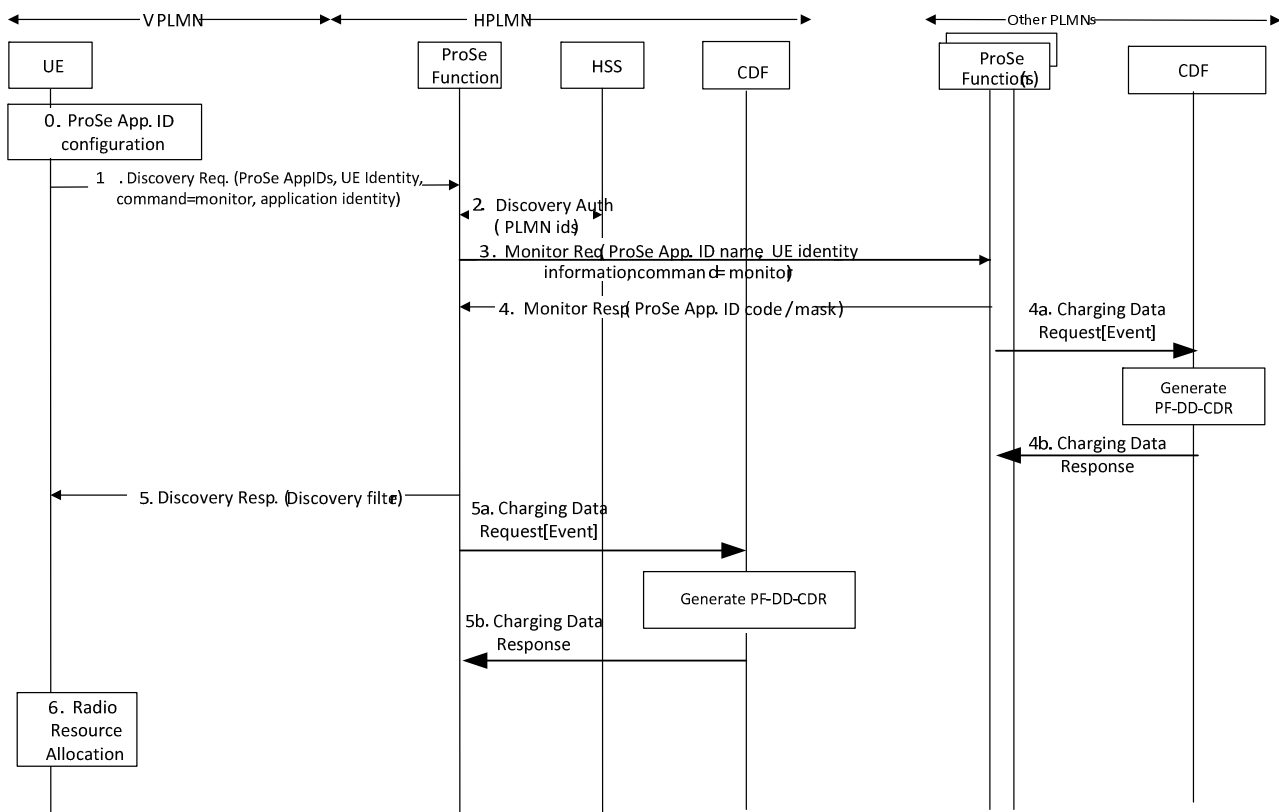 VPLMN
HPLMN
Other PLMNs
UE
ProSe
Function
HSS
CDF
ProSe
Function(s)
CDF
0. ProSe App. ID
configuration
1 . Discovery Req. (ProSe AppIDs, UE Identity,
command=monitor, application identity)
2. Discovery Auth
(PLMN ids)
3. Monitor Req(ProSe App. ID name, UE identity
information, command=monitor)
4. Monitor Resp.(ProSe App. ID code/mask)
4a. Charging Data
Request[Event]
Generate
PF-DD-CDR
4b. Charging Data
Response
5. Discovery Resp. (Discovery filter)
5a. Charging Data
Request[Event]
Generate PF-DD-CDR
5b. Charging Data
Response
6. Radio
Resource
Allocation